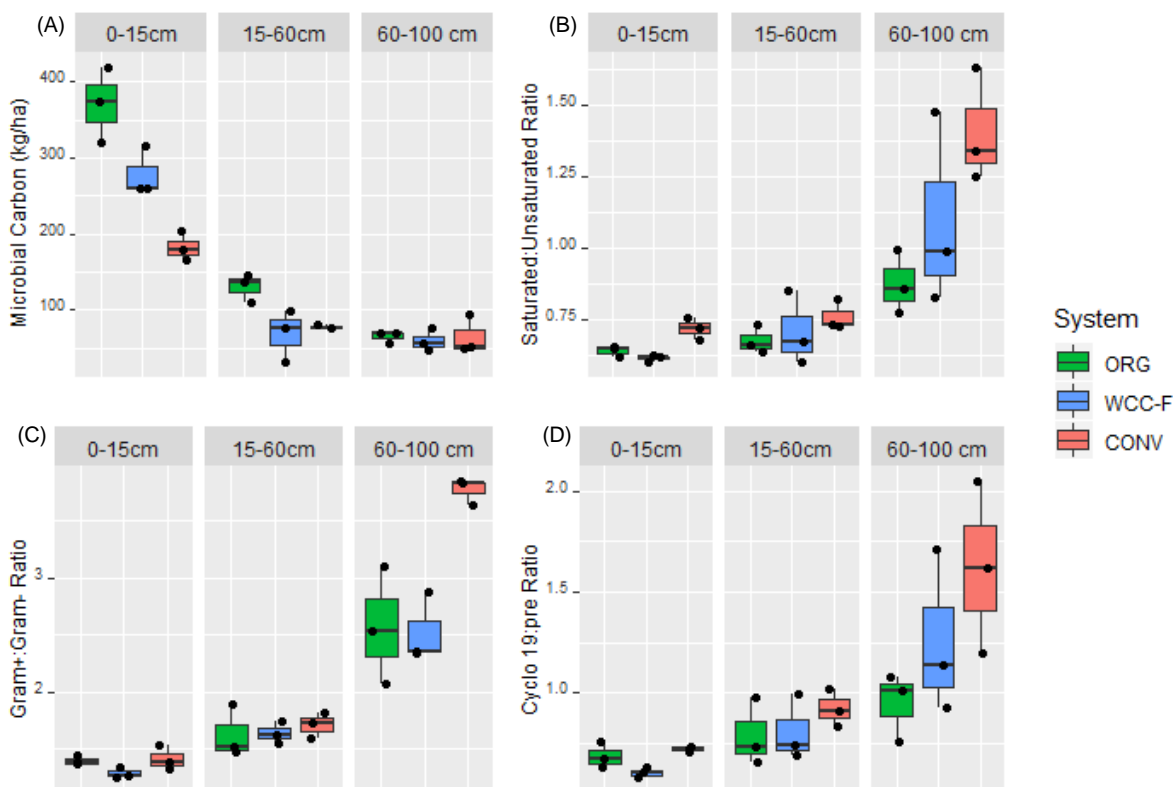 (A)
0-15cm 15-60cm 60-100 cm
Microbial Carbon (kg/ha)
400
300
200
100
(B)
0-15cm 15-60cm 60-100 cm
Saturated:Unsaturated Ratio
1.50
1.25
1.00
0.75
System
ORG
WCC-F
CONV
(C)
0-15cm 15-60cm 60-100 cm
Gram+:Gram- Ratio
3
2
(D)
0-15cm 15-60cm 60-100 cm
Cyclo 19:pre Ratio
2.0
1.5
1.0